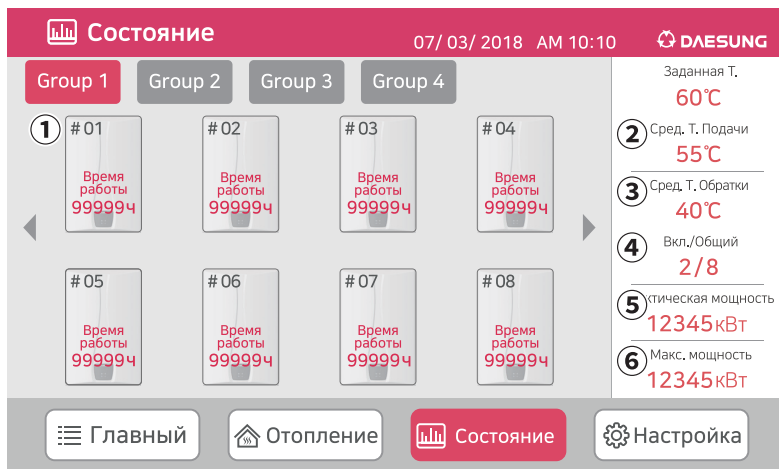 Состояние
07/ 03/ 2018 AM 10:10
DAESUNG
Group 1 Group 2 Group 3 Group 4
1
# 01
Время
работы
99999ч
# 02
Время
работы
99999ч
# 03
Время
работы
99999ч
# 04
Время
работы
99999ч
# 05
Время
работы
99999ч
# 06
Время
работы
99999ч
# 07
Время
работы
99999ч
# 08
Время
работы
99999ч
Заданная Т.
60℃
2 Сред. Т. Подачи
55℃
3 Сред. Т. Обратки
40℃
4 Вкл./Общий
2/8
5 ктическая мощность
12345кВт
6 Макс. мощность
12345кВт
Главный Отопление Состояние Настройка